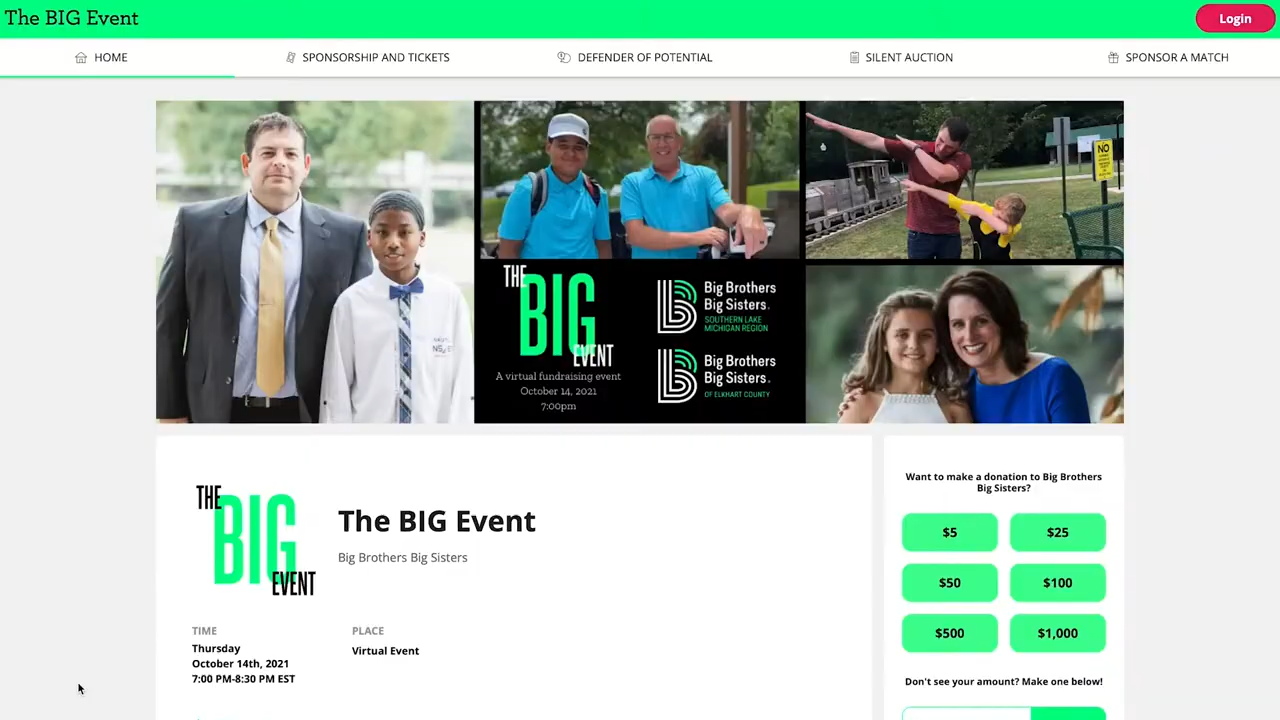 The BIG Event
Login
HOME
SPONSORSHIP AND TICKETS
DEFENDER OF POTENTIAL
SILENT AUCTION
SPONSOR A MATCH
NO
THE
BIG
EVENT
A virtual fundraising event
October 14, 2021
7:00pm
Big Brothers
Big Sisters.
SOUTHERN LAKE
MICHIGAN REGION
Big Brothers
Big Sisters.
OF ELKHART COUNTY
THE
BIG
EVENT
The BIG Event
Big Brothers Big Sisters
TIME
Thursday
October 14th, 2021
7:00 PM-8:30 PM EST
PLACE
Virtual Event
Want to make a donation to Big Brothers
Big Sisters?
$5
$25
$50
$100
$500
$1,000
Don't see your amount? Make one below!